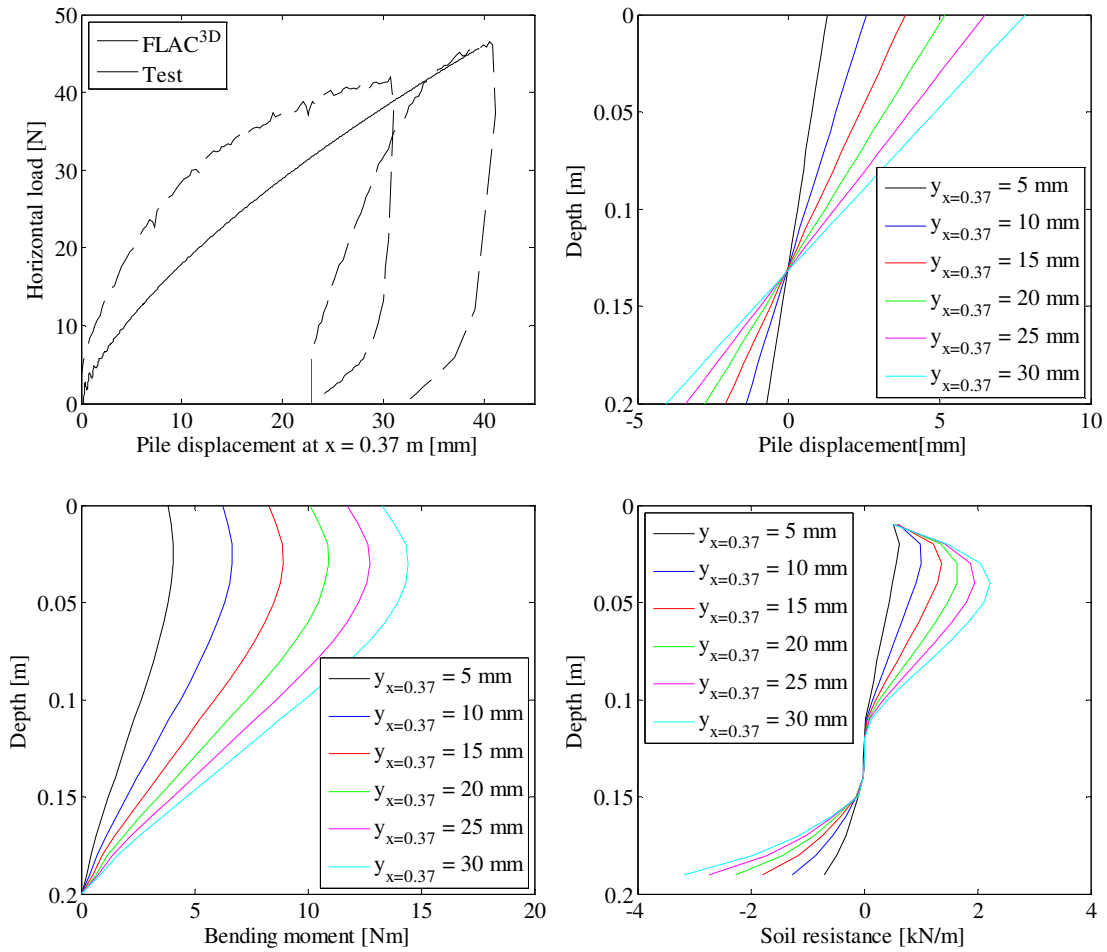 50
40
30
20
10
0
Horizontal load [N]
FLAC3D
Test
0 10 20 30 40
Pile displacement at x = 0.37 m [mm]
0
0.05
0.1
0.15
0.2
Depth [m]
yx=0.37 = 5 mm
yx=0.37 = 10 mm
yx=0.37 = 15 mm
yx=0.37 = 20 mm
yx=0.37 = 25 mm
yx=0.37 = 30 mm
-5 0 5 10
Pile displacement[mm]
0
0.05
0.1
0.15
0.2
Depth [m]
yx=0.37 = 5 mm
yx=0.37 = 10 mm
yx=0.37 = 15 mm
yx=0.37 = 20 mm
yx=0.37 = 25 mm
yx=0.37 = 30 mm
0 5 10 15 20
Bending moment [Nm]
0
0.05
0.1
0.15
0.2
Depth [m]
yx=0.37 = 5 mm
yx=0.37 = 10 mm
yx=0.37 = 15 mm
yx=0.37 = 20 mm
yx=0.37 = 25 mm
yx=0.37 = 30 mm
-4 -2 0 2 4
Soil resistance [kN/m]